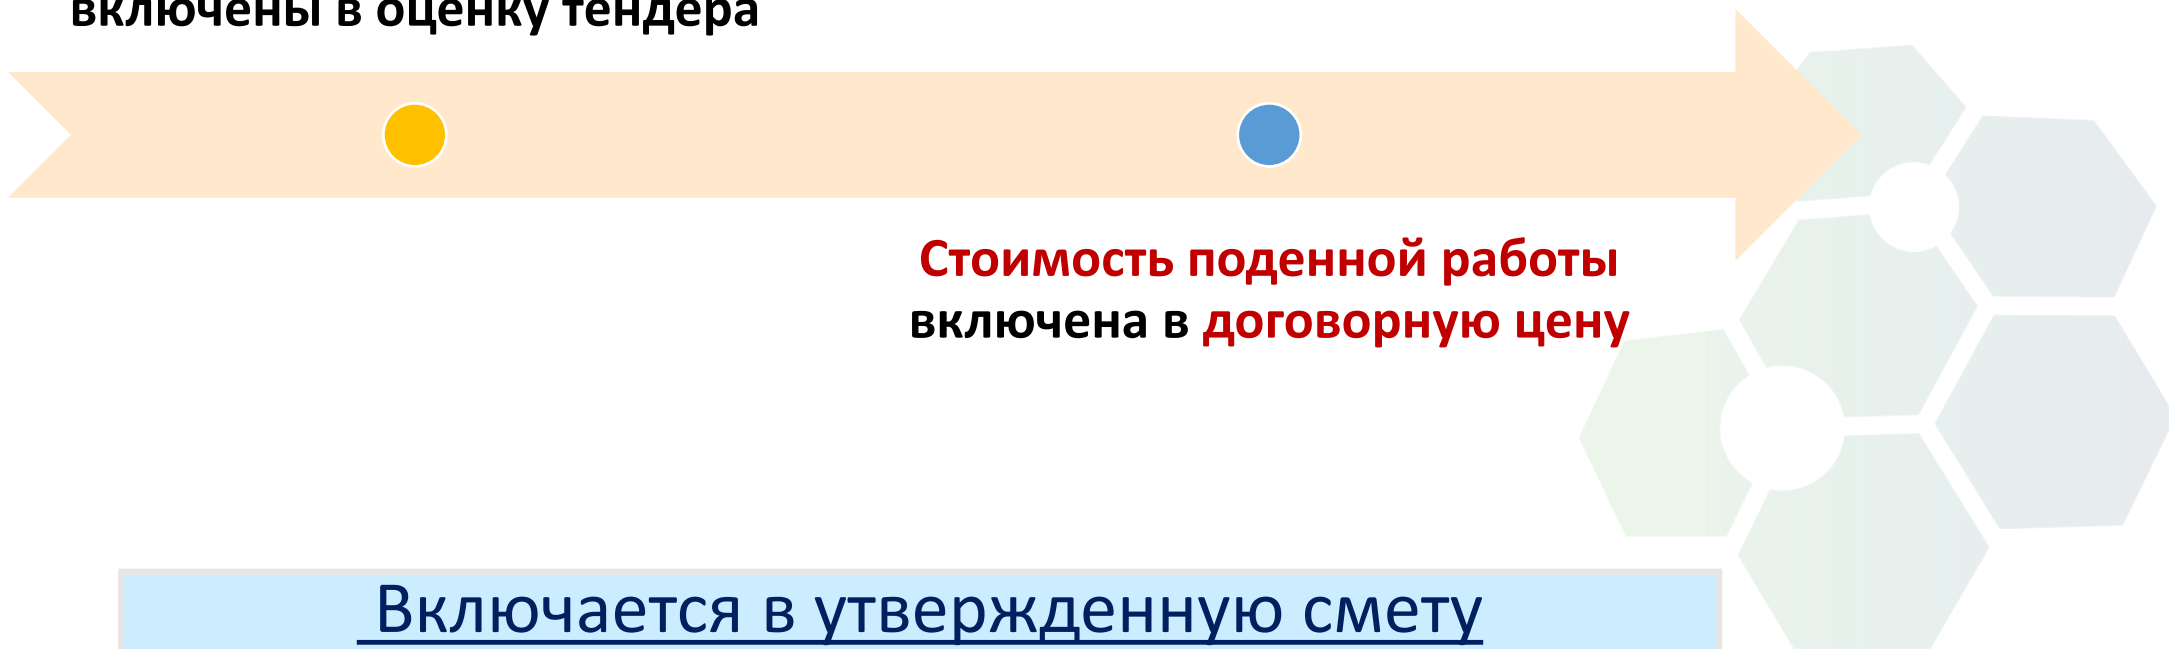 включены в оценку тендера
Стоимость поденной работы
включена в договорную цену
Включается в утвержденную смету